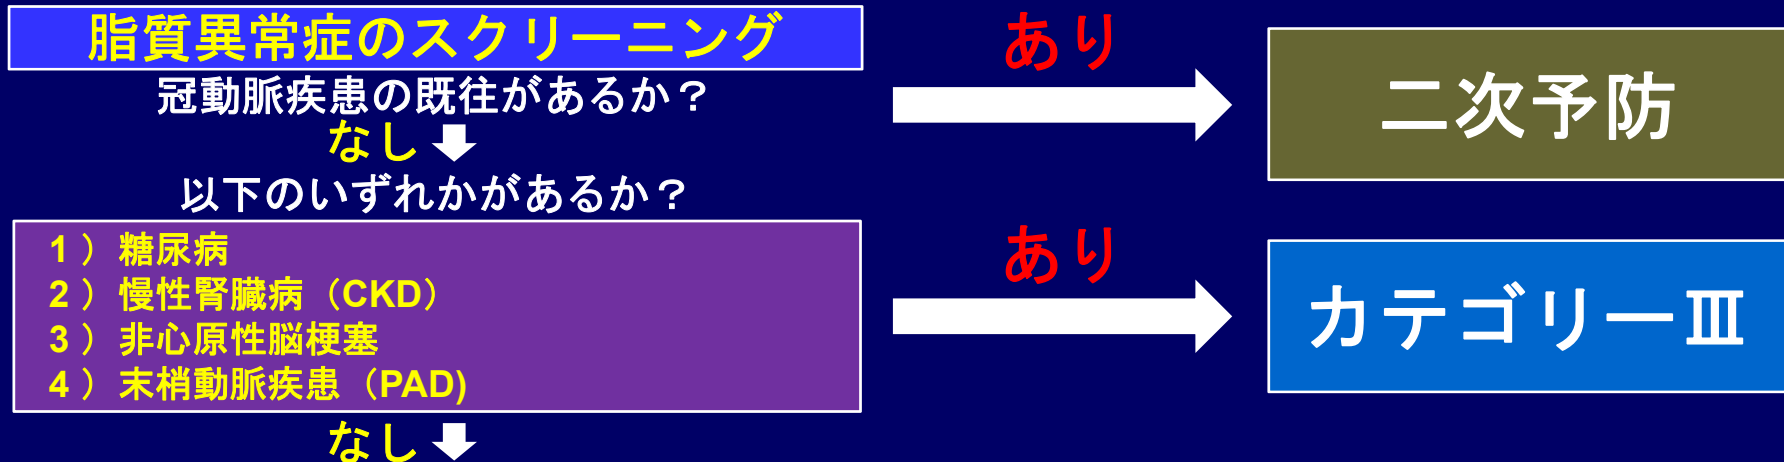 脂質異常症のスクリーニング
冠動脈疾患の既往があるか？
あり
二次予防
なし
以下のいずれかがあるか？
1 ） 糖尿病
2 ） 慢性腎臓病（CKD）
3 ） 非心原性脳梗塞
4 ） 末梢動脈疾患（PAD)
あり
カテゴリーⅢ
なし